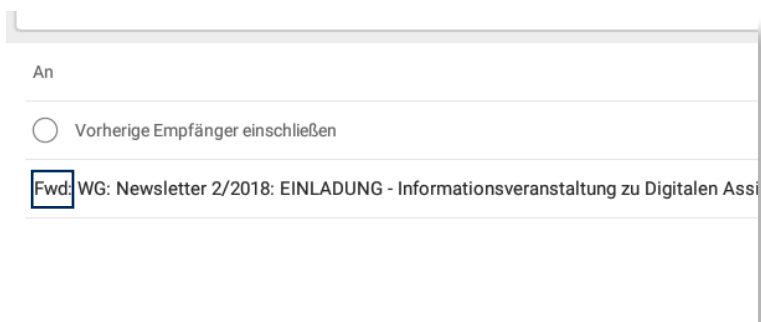 An
Vorherige Empfänger einschließen
Fwd: WG: Newsletter 2/2018: EINLADUNG - Informationsveranstaltung zu Digitalen Assi